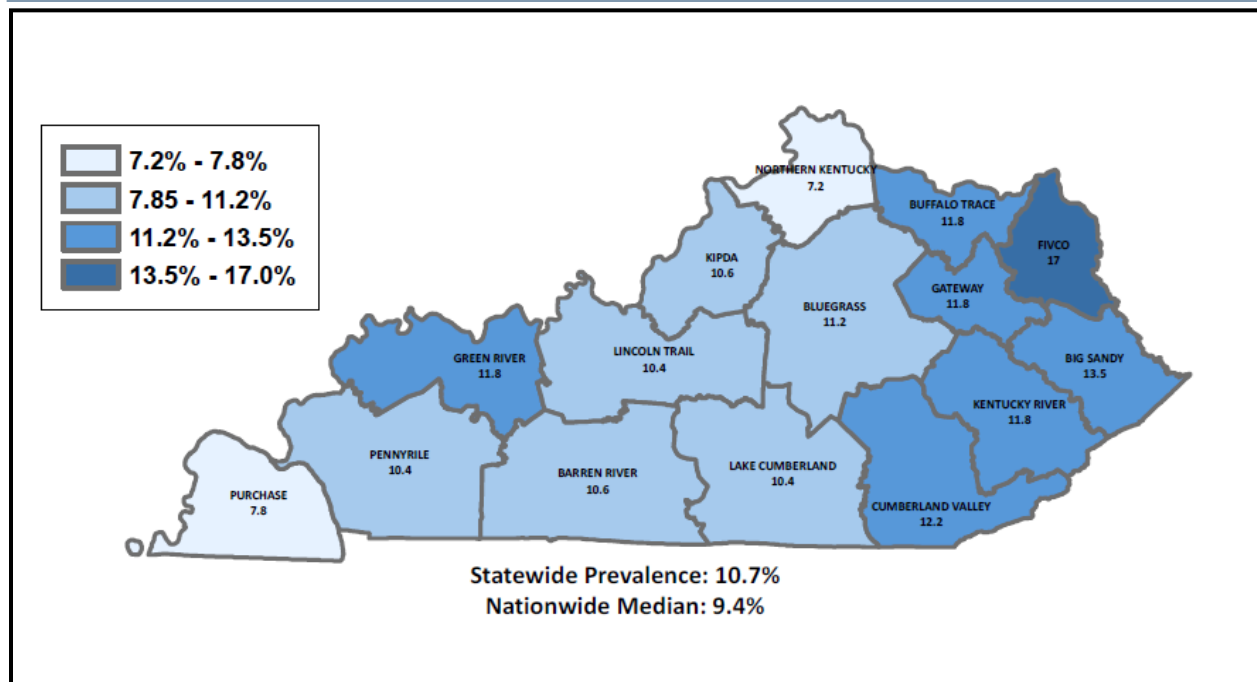 7.2% - 7.8%
7.85 - 11.2%
11.2% - 13.5%
13.5% - 17.0%
NORTHERN KENTUCKY
7.2
BUFFALO TRACE
11.8
FIVCO
17
KIPDA
10.6
GATEWAY
11.8
BLUEGRASS
11.2
GREEN RIVER
11.8
LINCOLN TRAIL
10.4
BIG SANDY
13.5
KENTUCKY RIVER
11.8
PENNYRILE
10.4
BARREN RIVER
10.6
LAKE CUMBERLAND
10.4
PURCHASE
7.8
CUMBERLAND VALLEY
12.2
Statewide Prevalence: 10.7%
Nationwide Median: 9.4%